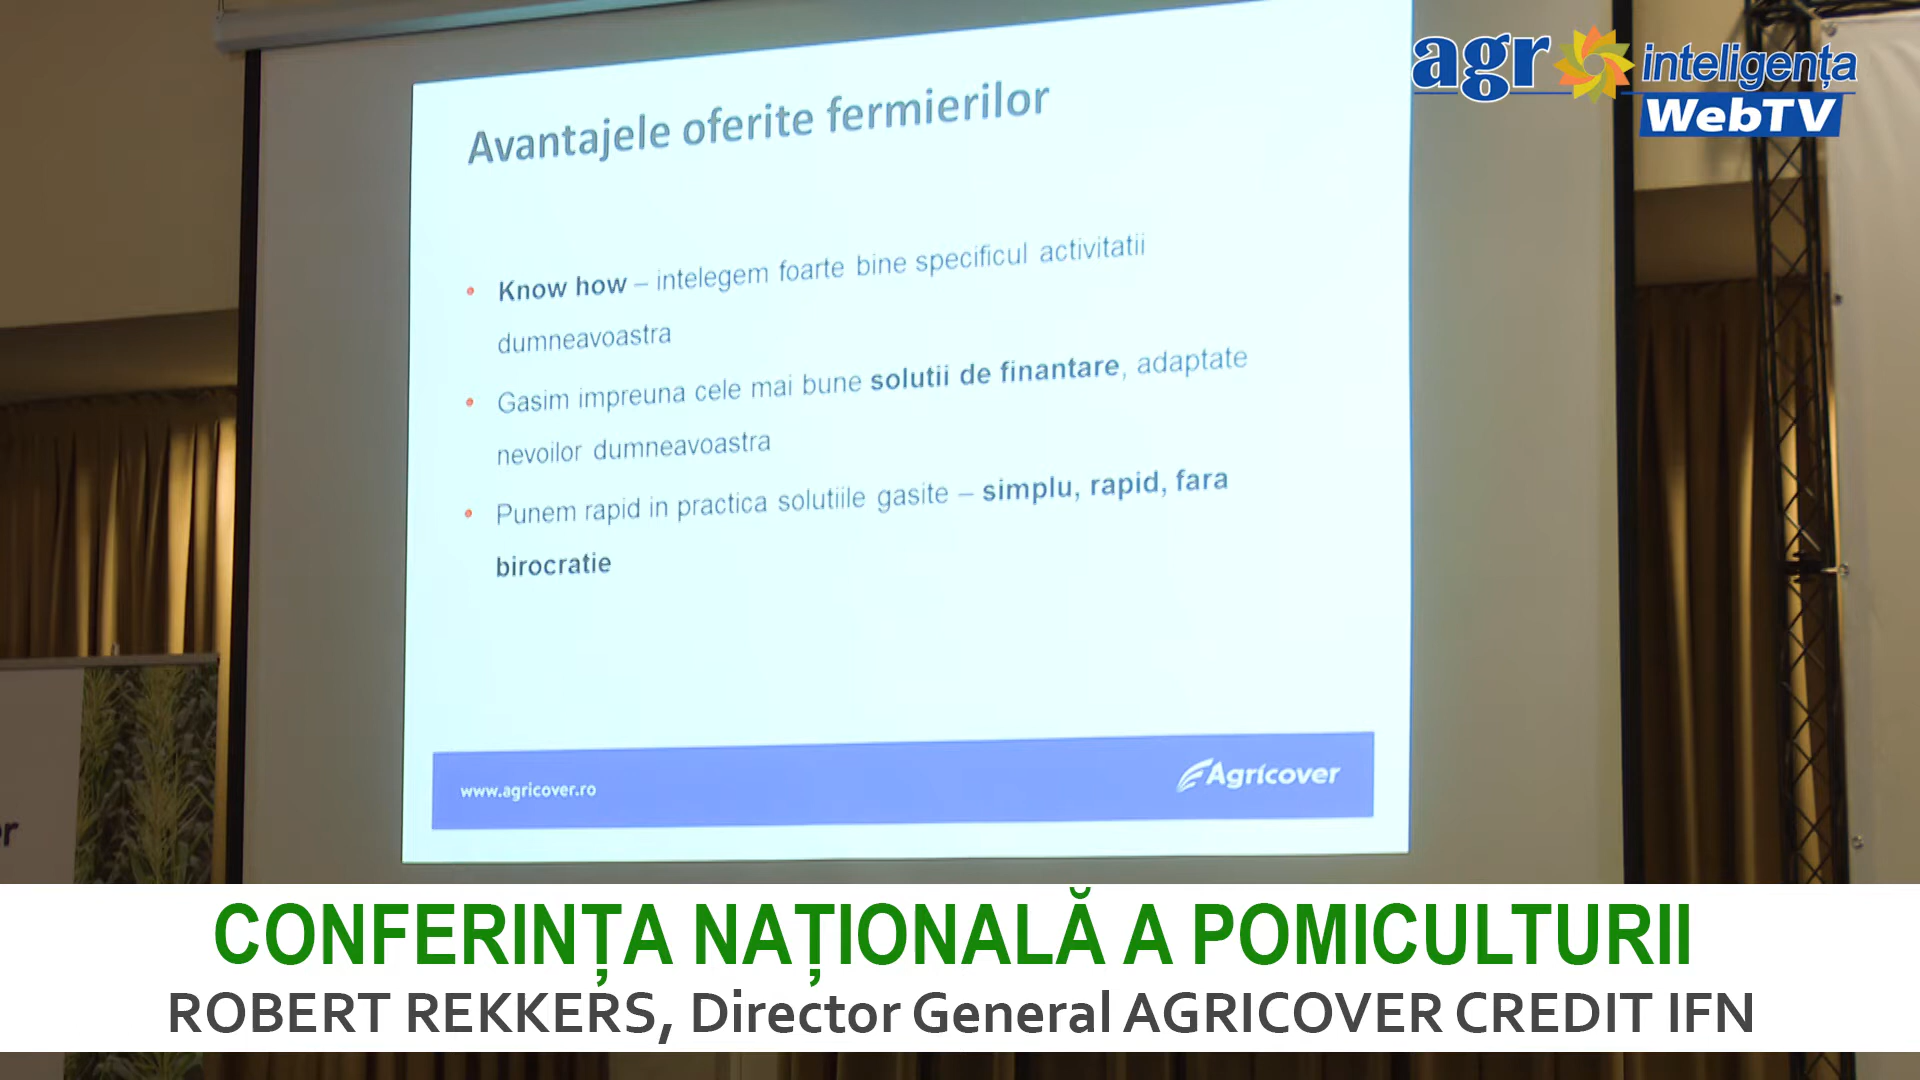 agr inteligența
WebTV
Avantajele oferite fermierilor
• Know how – intelegem foarte bine specificul activitatii
dumneavoastra
• Gasim impreuna cele mai bune solutii de finantare, adaptate
nevoilor dumneavoastra
• Punem rapid in practica solutiile gasite – simplu, rapid, fara
birocratie
www.agricover.ro
Agricover
CONFERINȚA NAȚIONALĂ A POMICULTURII
ROBERT REKKERS, Director General AGRICOVER CREDIT IFN